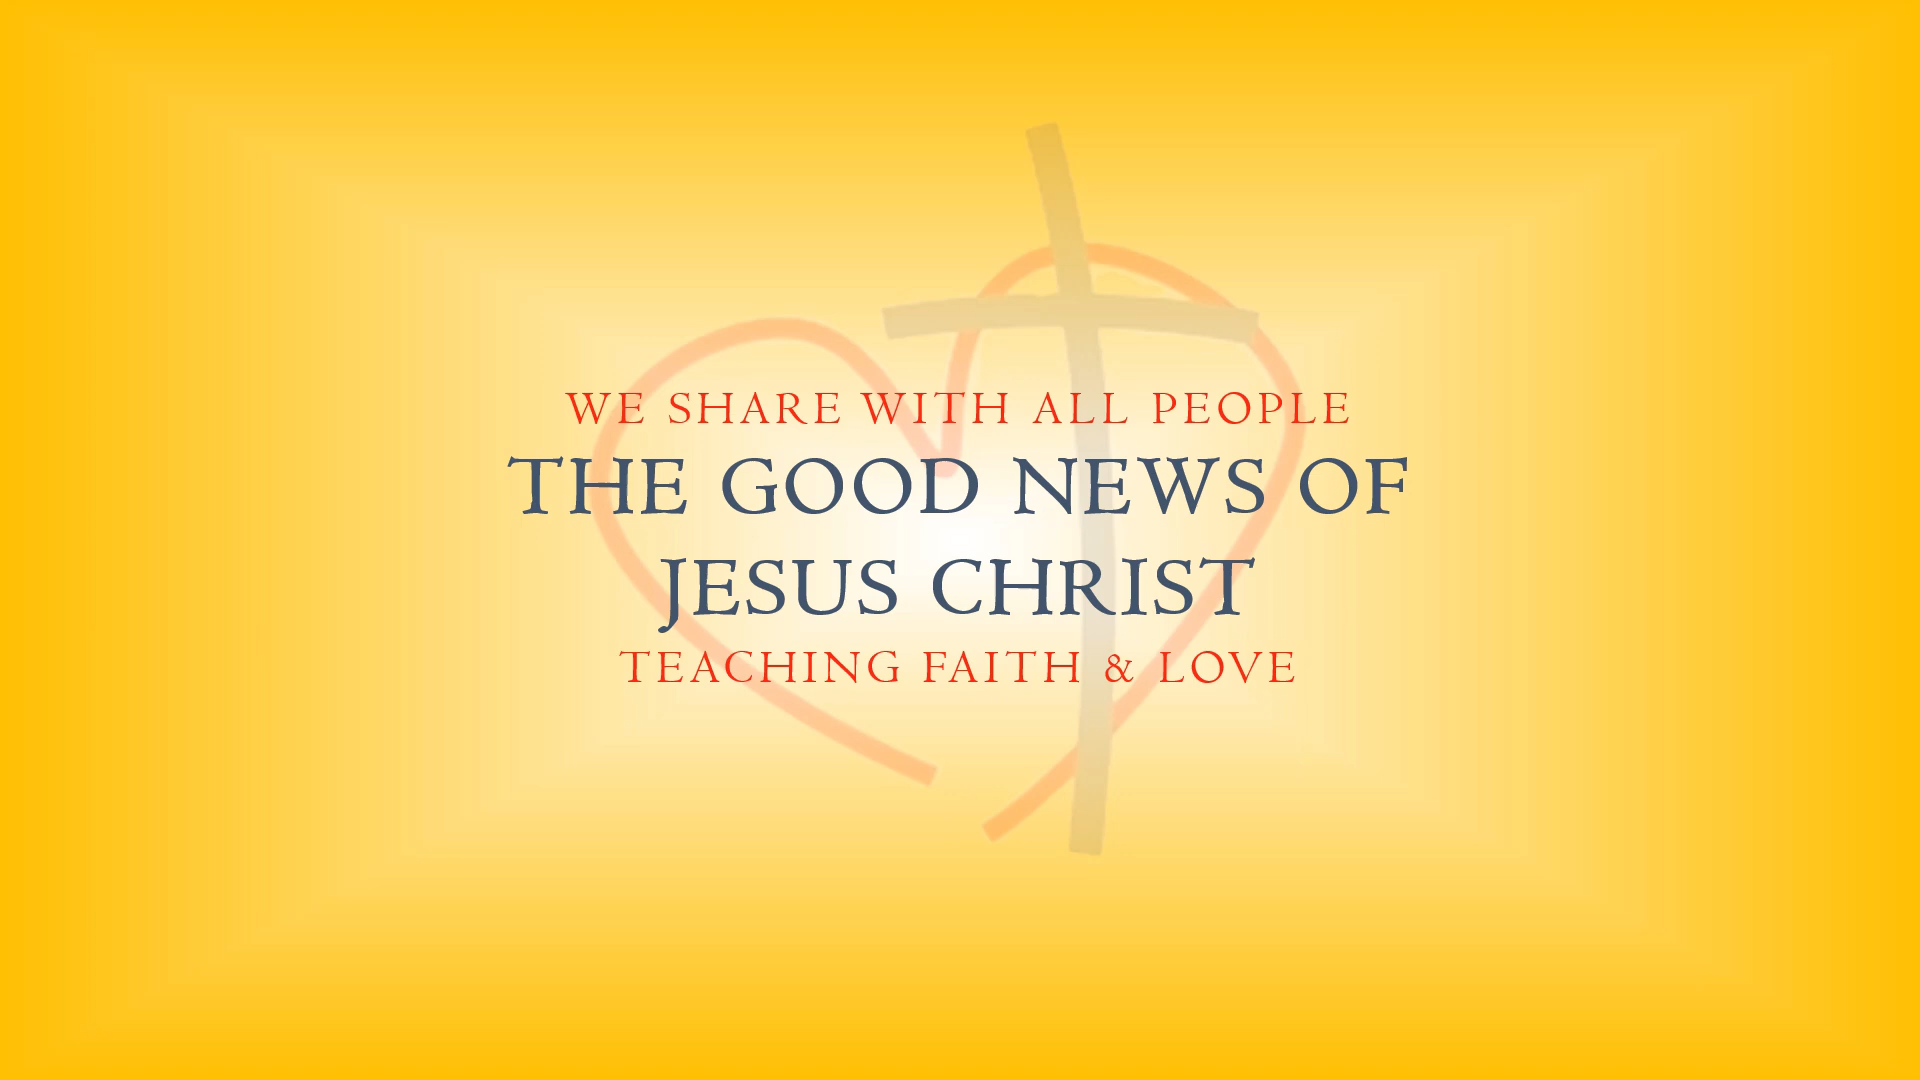 WE SHARE WITH ALL PEOPLE
THE GOOD NEWS OF
JESUS CHRIST
TEACHING FAITH & LOVE